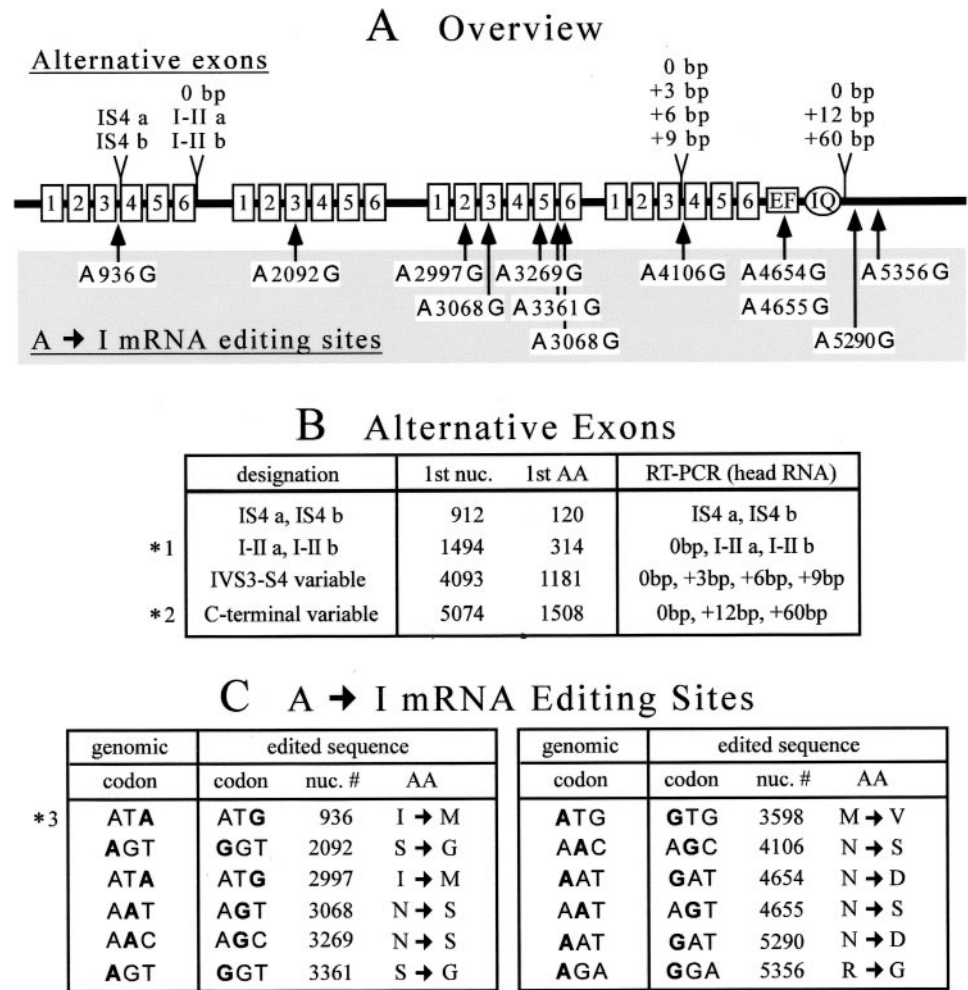 A Overview
Alternative exons
0 bp
IS4 a I-II a
IS4 b I-II b
0 bp
+3 bp
+6 bp
+9 bp
0 bp
+12 bp
+60 bp
1 2 3 4 5 6 1 2 3 4 5 6 1 2 3 4 5 6 1 2 3 4 5 6 EF IQ
A936G A2092G A2997G A3269G A4106G A4654G A5356G
A3068G A3361G A4655G
A3068G A5290G
A → I mRNA editing sites
B Alternative Exons
designation 1st nuc. 1st AA RT-PCR (head RNA)
IS4 a, IS4 b 912 120 IS4 a, IS4 b
*1 I-II a, I-II b 1494 314 0bp, I-II a, I-II b
IVS3-S4 variable 4093 1181 0bp, +3bp, +6bp, +9bp
*2 C-terminal variable 5074 1508 0bp, +12bp, +60bp
C A → I mRNA Editing Sites
genomic edited sequence genomic edited sequence
codon codon nuc. # AA codon codon nuc. # AA
*3 ATA ATG 936 I → M ATG GTG 3598 M → V
AGT GGT 2092 S → G AAC AGC 4106 N → S
ATA ATG 2997 I → M AAT GAT 4654 N → D
AAT AGT 3068 N → S AAT AGT 4655 N → S
AAC AGC 3269 N → S AAT GAT 5290 N → D
AGT GGT 3361 S → G AGA GGA 5356 R → G